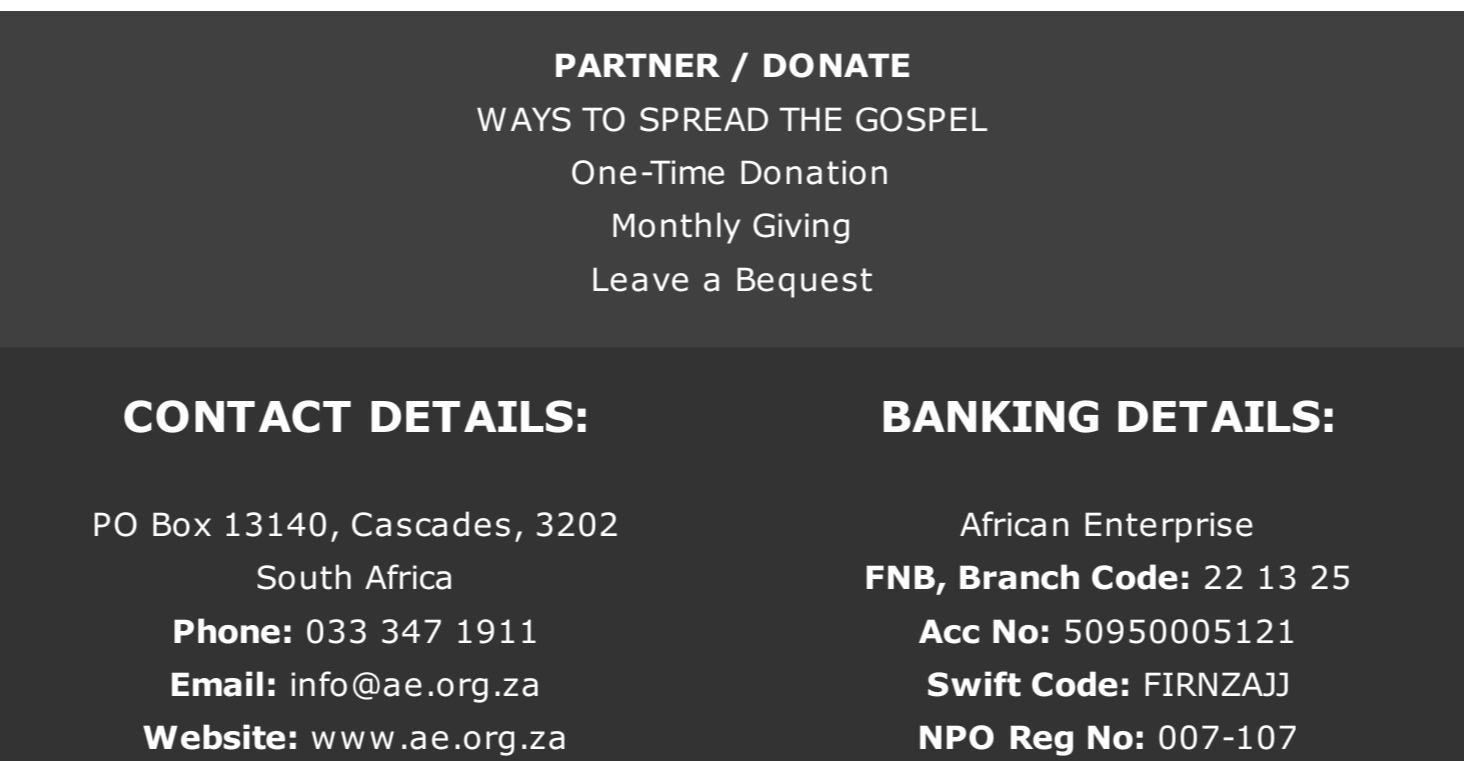 PARTNER / DONATE
WAYS TO SPREAD THE GOSPEL
One-Time Donation
Monthly Giving
Leave a Bequest
CONTACT DETAILS:
PO Box 13140, Cascades, 3202
South Africa
Phone: 033 347 1911
Email: info@ae.org.za
Website: www.ae.org.za
BANKING DETAILS:
African Enterprise
FNB, Branch Code: 22 13 25
Acc No: 50950005121
Swift Code: FIRNZAJJ
NPO Reg No: 007-107